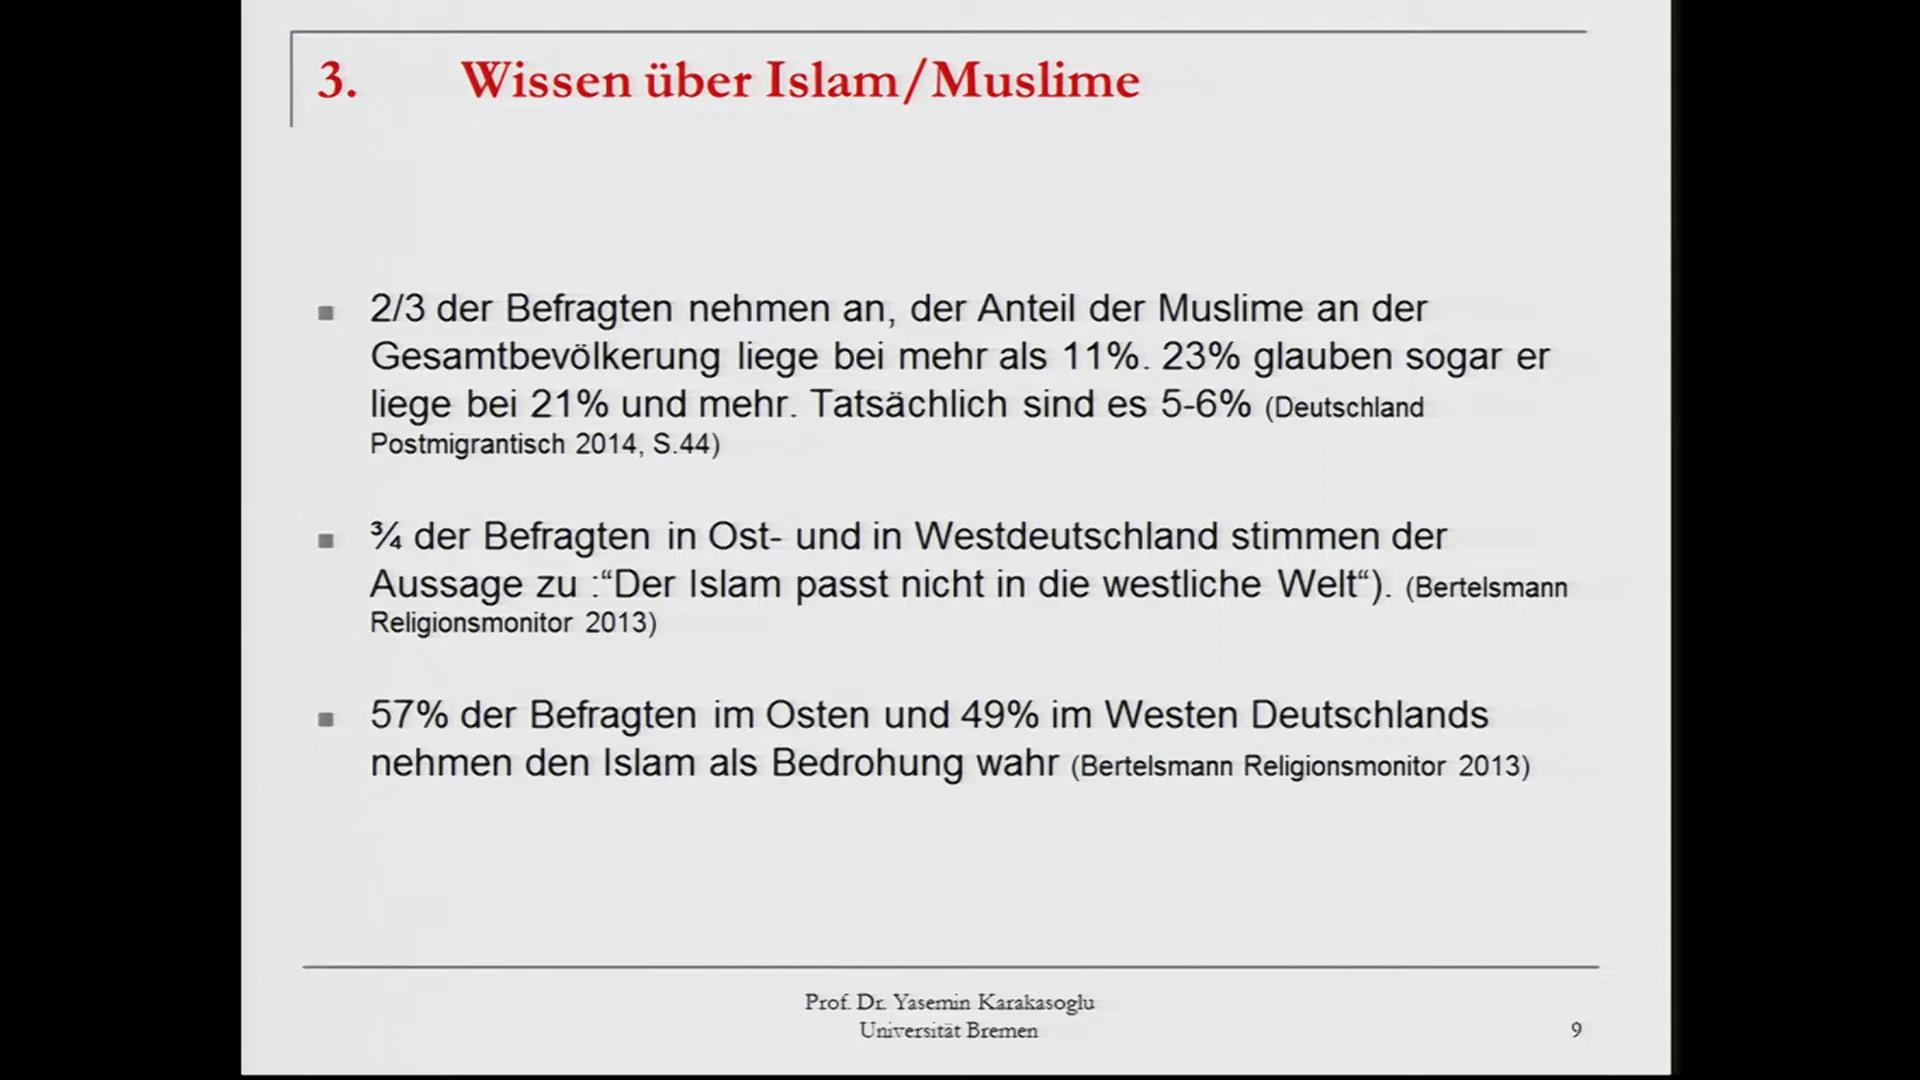 3. Wissen über Islam/Muslime
2/3 der Befragten nehmen an, der Anteil der Muslime an der
Gesamtbevölkerung liege bei mehr als 11%. 23% glauben sogar er
liege bei 21% und mehr. Tatsächlich sind es 5-6% (Deutschland
Postmigrantisch 2014, S.44)
¾ der Befragten in Ost- und in Westdeutschland stimmen der
Aussage zu :“Der Islam passt nicht in die westliche Welt“). (Bertelsmann
Religionsmonitor 2013)
57% der Befragten im Osten und 49% im Westen Deutschlands
nehmen den Islam als Bedrohung wahr (Bertelsmann Religionsmonitor 2013)
Prof. Dr. Yasemin Karakasoglu
Universität Bremen
9